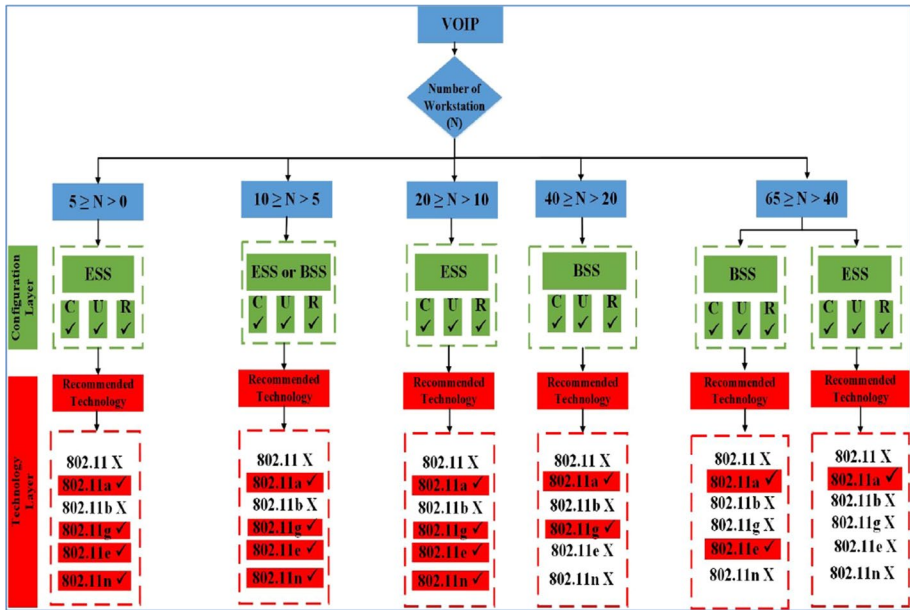 VOIP
Number of
Workstation
(N)
5 ≥ N > 0
10 ≥ N > 5
20 ≥ N > 10
40 ≥ N > 20
65 ≥ N > 40
Configuration
Layer
ESS
C U R
✓ ✓ ✓
ESS or BSS
C U R
✓ ✓ ✓
ESS
C U R
✓ ✓ ✓
BSS
C U R
✓ ✓ ✓
BSS
C U R
✓ ✓ ✓
ESS
C U R
✓ ✓ ✓
Technology
Layer
Recommended
Technology
802.11 X
802.11a ✓
802.11b X
802.11g ✓
802.11e ✓
802.11n ✓
Recommended
Technology
802.11 X
802.11a ✓
802.11b X
802.11g ✓
802.11e ✓
802.11n ✓
Recommended
Technology
802.11 X
802.11a ✓
802.11b X
802.11g ✓
802.11e ✓
802.11n ✓
Recommended
Technology
802.11 X
802.11a ✓
802.11b X
802.11g ✓
802.11e X
802.11n X
Recommended
Technology
802.11 X
802.11a ✓
802.11b X
802.11g X
802.11e ✓
802.11n X
Recommended
Technology
802.11 X
802.11a ✓
802.11b X
802.11g X
802.11e X
802.11n X